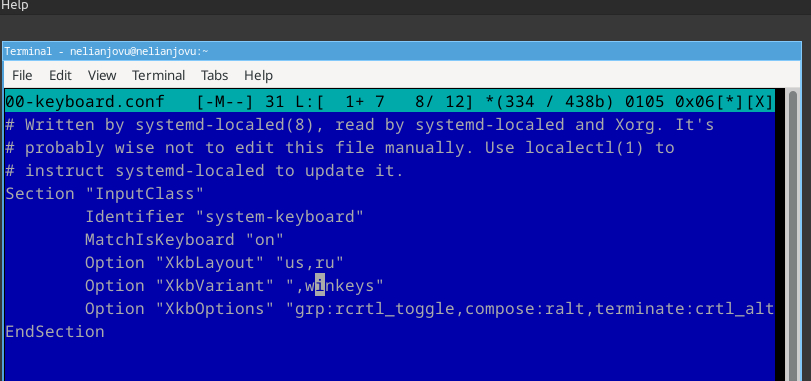 Help
Terminal - nelianjovu@nelianjovu:~
File Edit View Terminal Tabs Help
00-keyboard.conf [-M--] 31 L:[ 1+ 7 8/ 12] *(334 / 438b) 0105 0x06[*][X]
# Written by systemd-localed(8), read by systemd-localed and Xorg. It's
# probably wise not to edit this file manually. Use localectl(1) to
# instruct systemd-localed to update it.
Section "InputClass"
Identifier "system-keyboard"
MatchIsKeyboard "on"
Option "XkbLayout" "us,ru"
Option "XkbVariant" ",winkeys"
Option "XkbOptions" "grp:rcrtl_toggle,compose:ralt,terminate:crtl_alt
EndSection